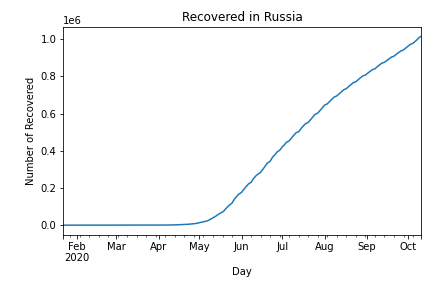 Recovered in Russia
1e6
1.0
0.8
0.6
0.4
0.2
0.0
Number of Recovered
Feb Mar Apr May Jun Jul Aug Sep Oct
2020
Day